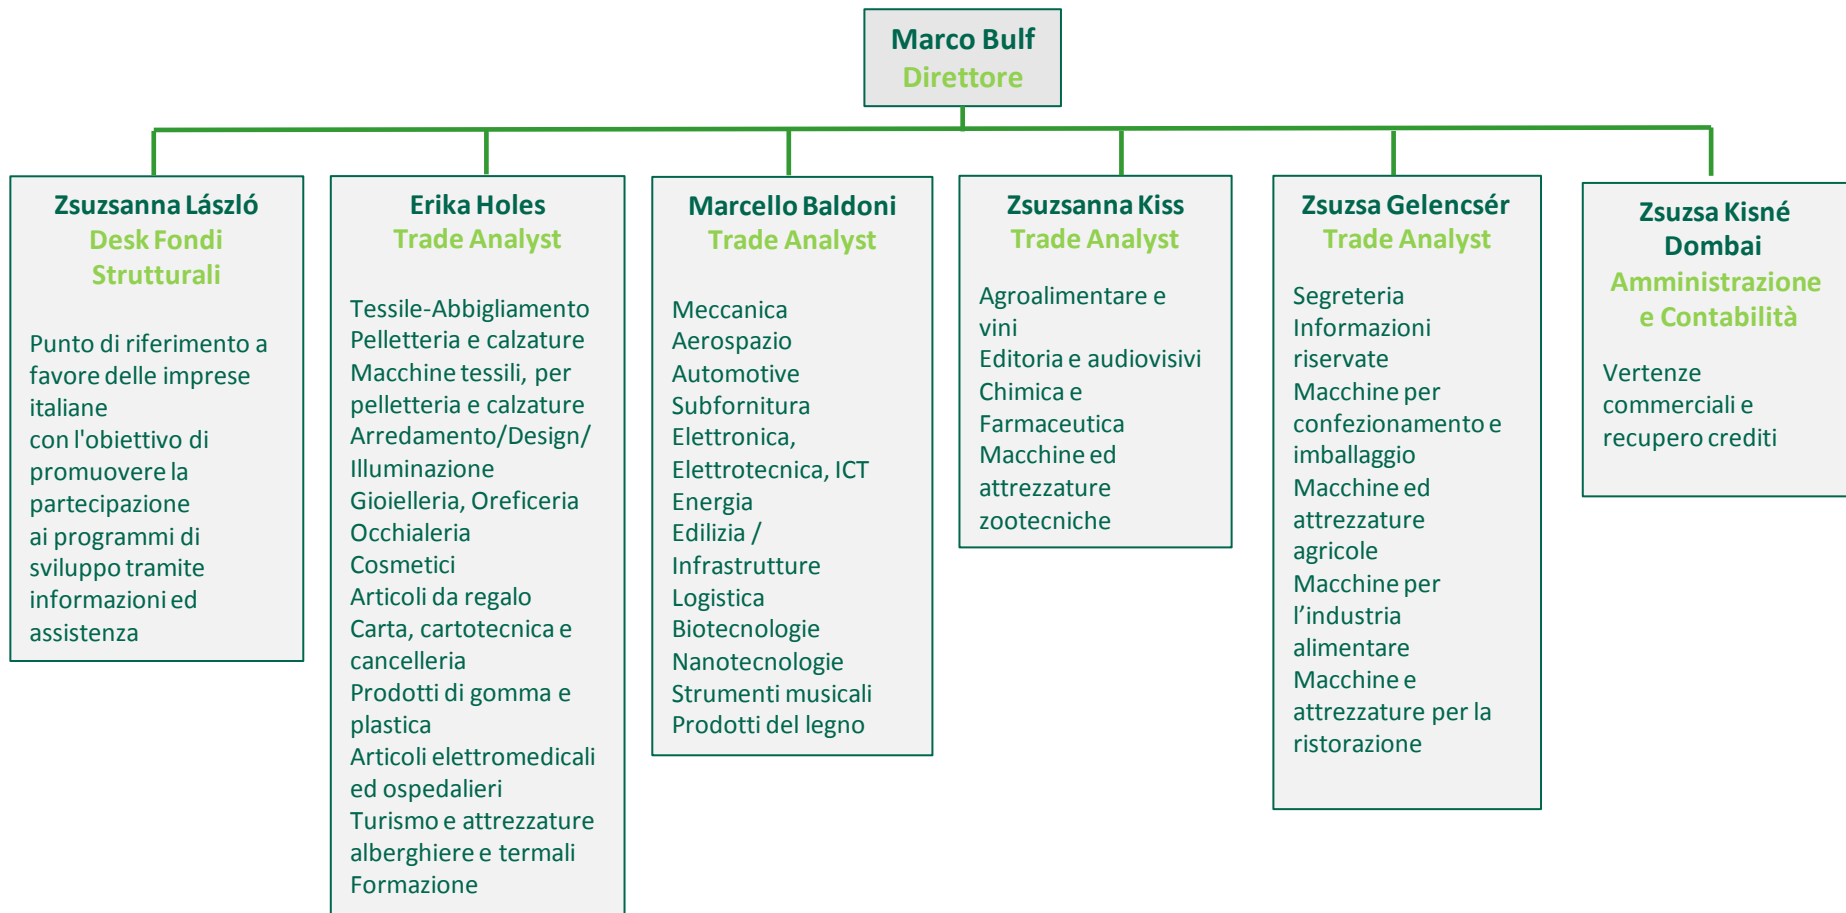 Marco Bulf
Direttore
Zsuzsanna László
Desk Fondi
Strutturali
Punto di riferimento a
favore delle imprese
italiane
con l'obiettivo di
promuovere la
partecipazione
ai programmi di
sviluppo tramite
informazioni ed
assistenza
Erika Holes
Trade Analyst
Tessile-Abbigliamento
Pelletteria e calzature
Macchine tessili, per
pelletteria e calzature
Arredamento/Design/
Illuminazione
Gioielleria, Oreficeria
Occhialeria
Cosmetici
Articoli da regalo
Carta, cartotecnica e
cancelleria
Prodotti di gomma e
plastica
Articoli elettromedicali
ed ospedalieri
Turismo e attrezzature
alberghiere e termali
Formazione
Marcello Baldoni
Trade Analyst
Meccanica
Aerospazio
Automotive
Subfornitura
Elettronica,
Elettrotecnica, ICT
Energia
Edilizia /
Infrastrutture
Logistica
Biotecnologie
Nanotecnologie
Strumenti musicali
Prodotti del legno
Zsuzsanna Kiss
Trade Analyst
Agroalimentare e
vini
Editoria e audiovisivi
Chimica e
Farmaceutica
Macchine ed
attrezzature
zootecniche
Zsuzsa Gelencsér
Trade Analyst
Segreteria
Informazioni
riservate
Macchine per
confezionamento e
imballaggio
Macchine ed
attrezzature
agricole
Macchine per
l’industria
alimentare
Macchine e
attrezzature per la
ristorazione
Zsuzsa Kisné
Dombai
Amministrazione
e Contabilità
Vertenze
commerciali e
recupero crediti